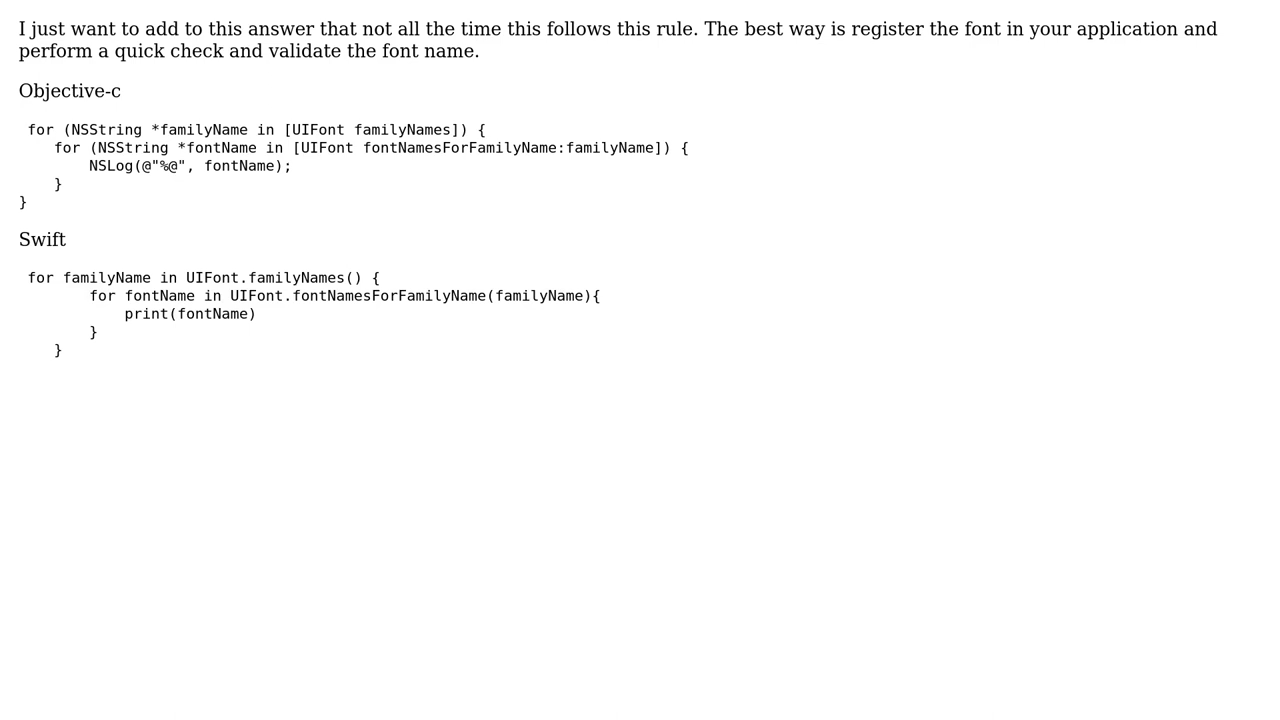 I just want to add to this answer that not all the time this follows this rule. The best way is register the font in your application and
perform a quick check and validate the font name.
Objective-c
 for (NSString *familyName in [UIFont familyNames]) {
    for (NSString *fontName in [UIFont fontNamesForFamilyName:familyName]) {
        NSLog(@"%@", fontName);
    }
}
Swift
 for familyName in UIFont.familyNames() {
        for fontName in UIFont.fontNamesForFamilyName(familyName){
            print(fontName)
        }
    }